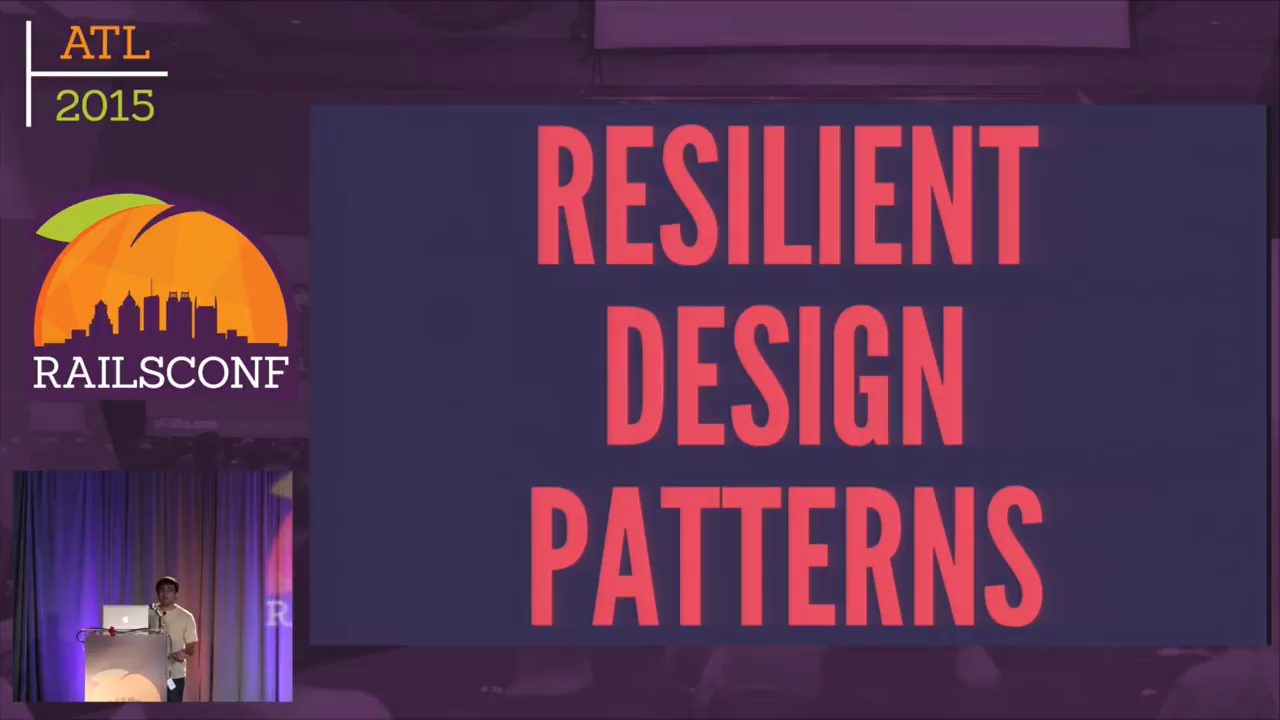 ATL
2015
RAILSCONF
RESILIENT
DESIGN
PATTERNS
R